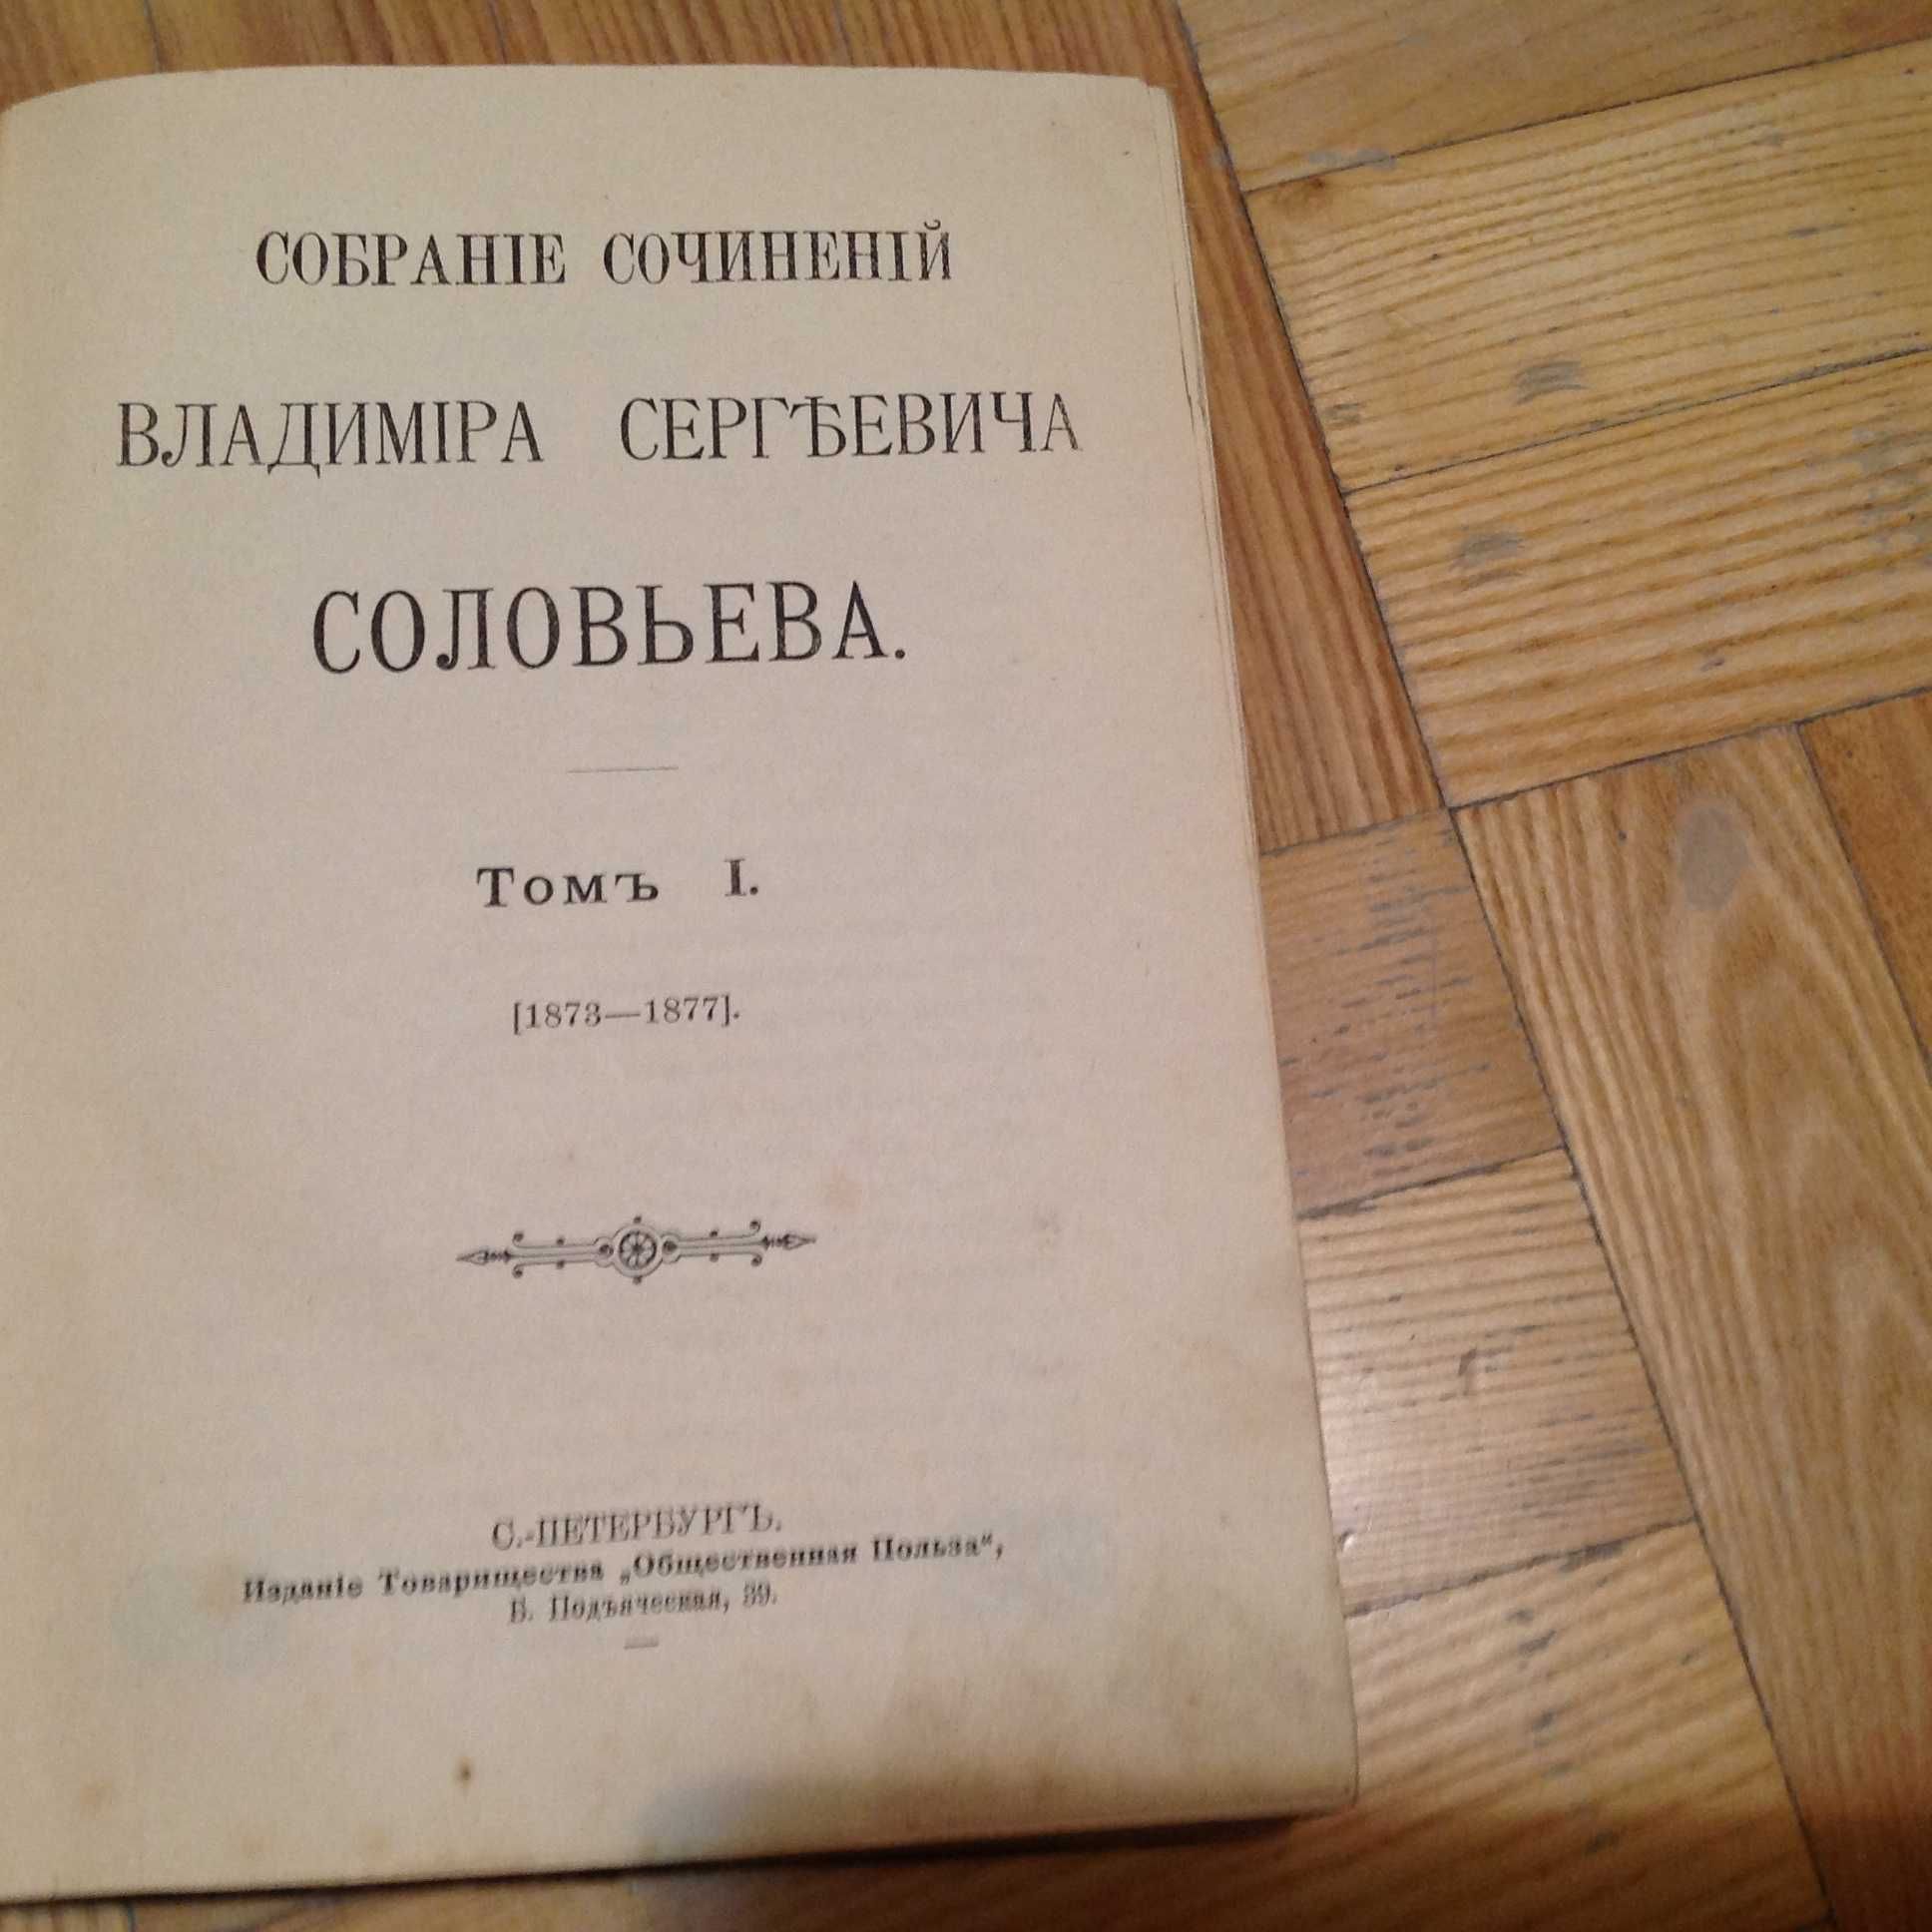 СОБРАНІЕ СОЧИНЕНІЙ
ВЛАДИМІРА СЕРГѢЕВИЧА
СОЛОВЬЕВА.
Томъ I.
[1873—1877].
С.-ПЕТЕРБУРГЪ.
Изданіе Товарищества „Общественная Польза“,
Б. Подъяческая, 39.